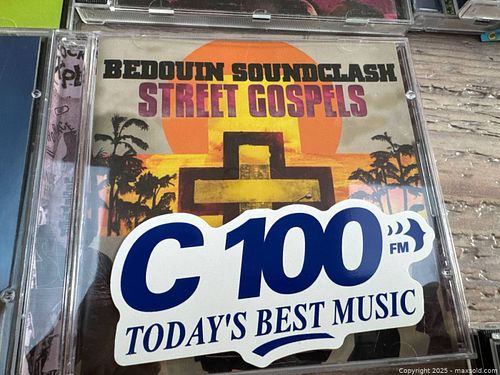 BEDOUIN SOUNDCLASH
STREET GOSPELS
C 100
FM
TODAY'S BEST MUSIC
Copyright 2025 - maxsold.com